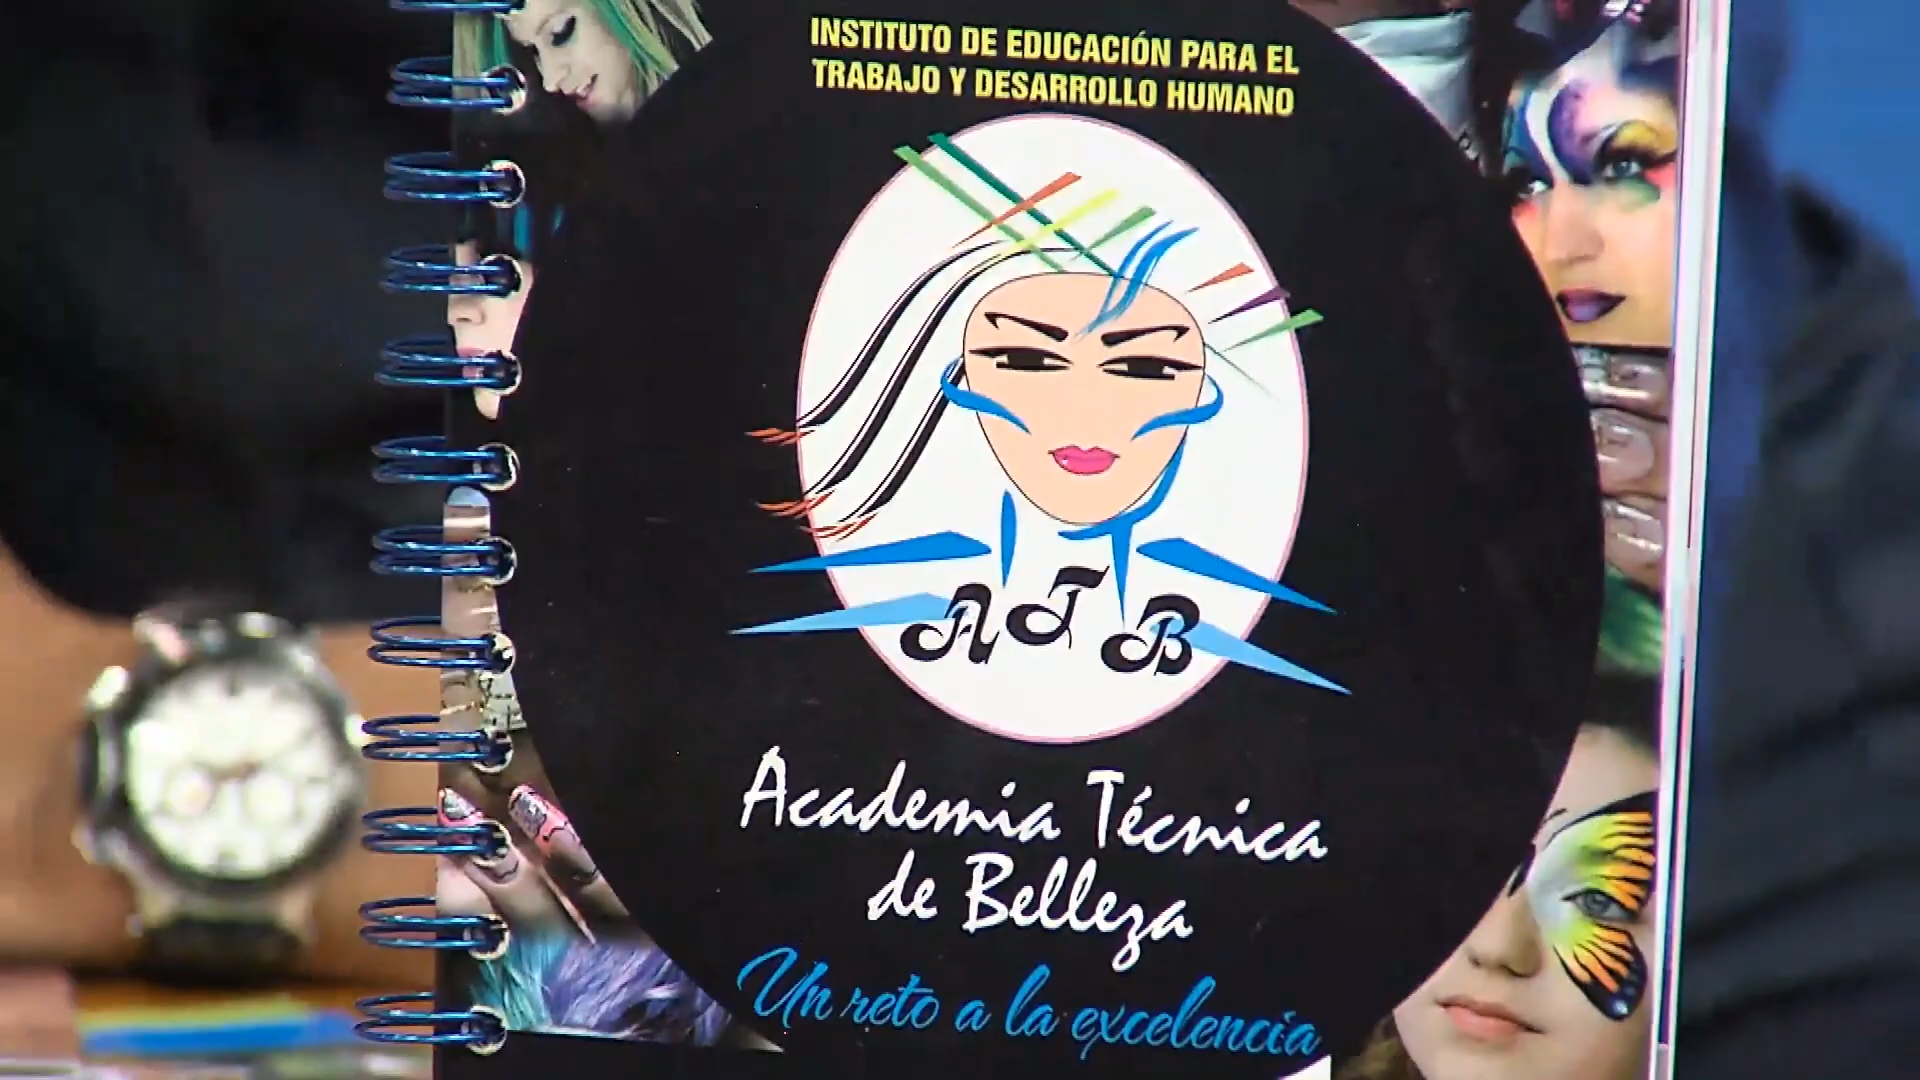 INSTITUTO DE EDUCACIÓN PARA EL
TRABAJO Y DESARROLLO HUMANO
ATB
Academia Técnica
de Belleza
Un reto a la excelencia